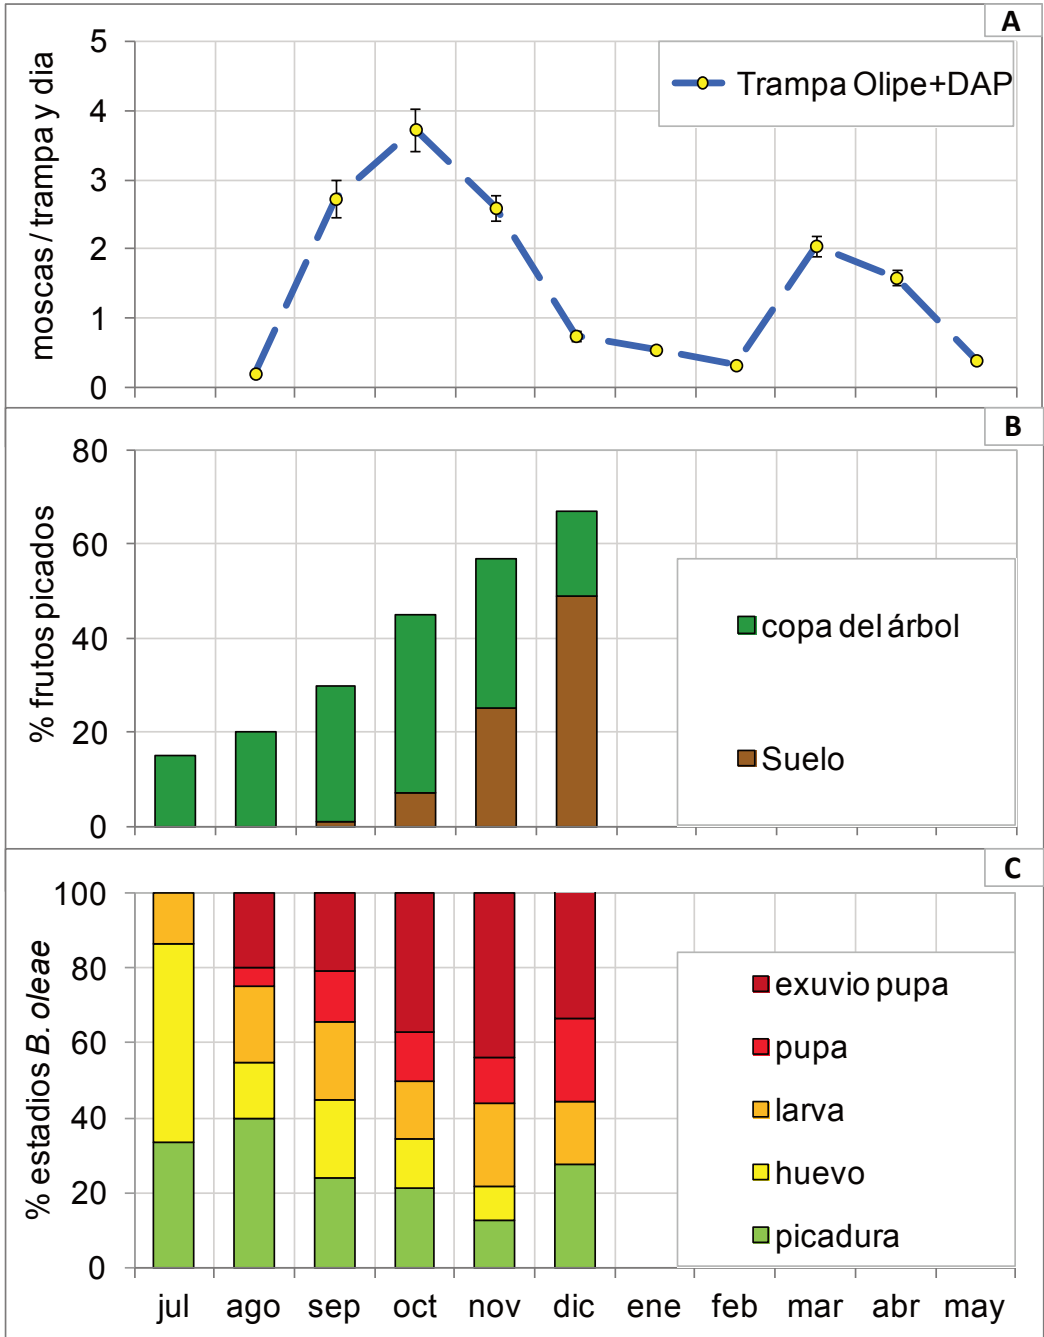 A
moscas / trampa y dia
5
4
3
2
1
0
Trampa Olipe+DAP
B
% frutos picados
80
60
40
20
0
copa del árbol
Suelo
C
% estadios B. oleae
100
80
60
40
20
0
exuvio pupa
pupa
larva
huevo
picadura
jul ago sep oct nov dic ene feb mar abr may